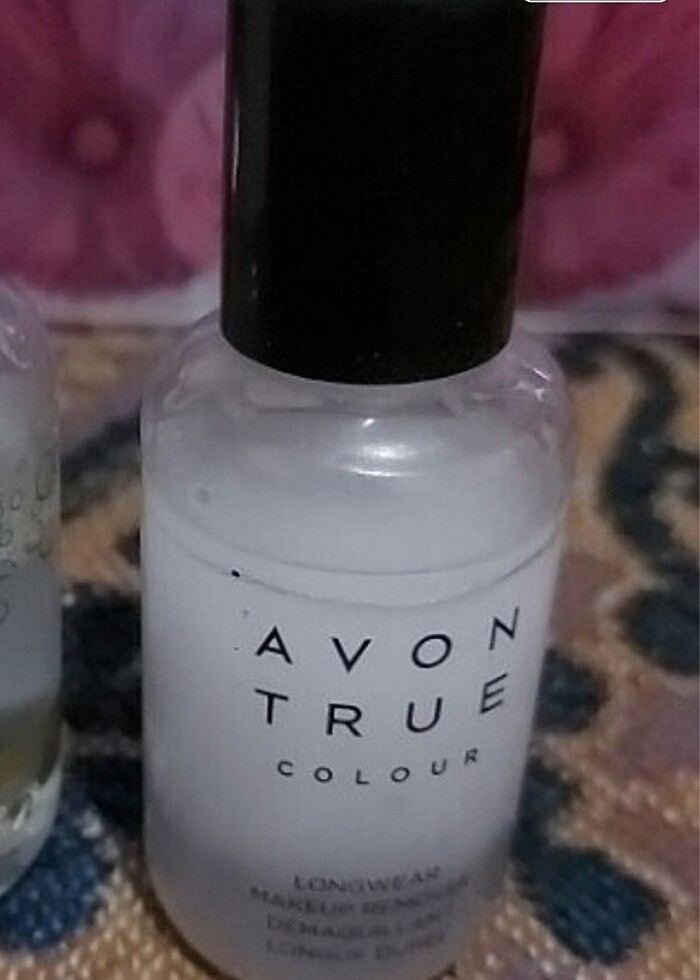 AVON
TRUE
COLOUR
LONGWEAR
MAKEUP REMOVER
DÉMAQUILLANT
LONGUE DURÉE